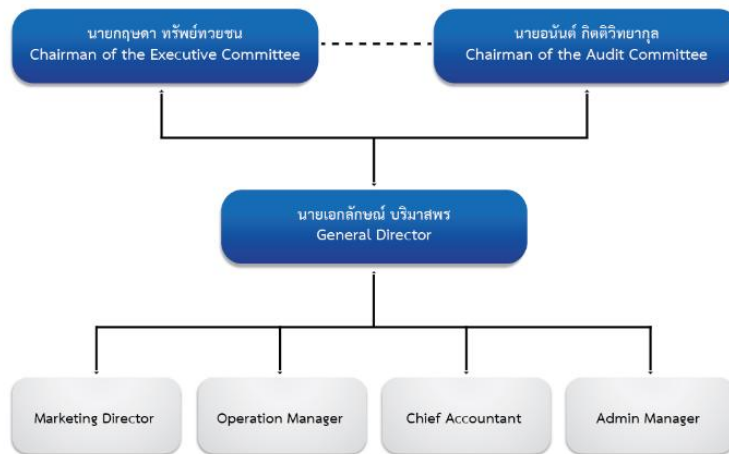 นายกฤษดา ทรัพย์ทวยชน
Chairman of the Executive Committee
นายอนันต์ กิตติวิทยากุล
Chairman of the Audit Committee
นายเอกลักษณ์ บริมาสพร
General Director
Marketing Director
Operation Manager
Chief Accountant
Admin Manager